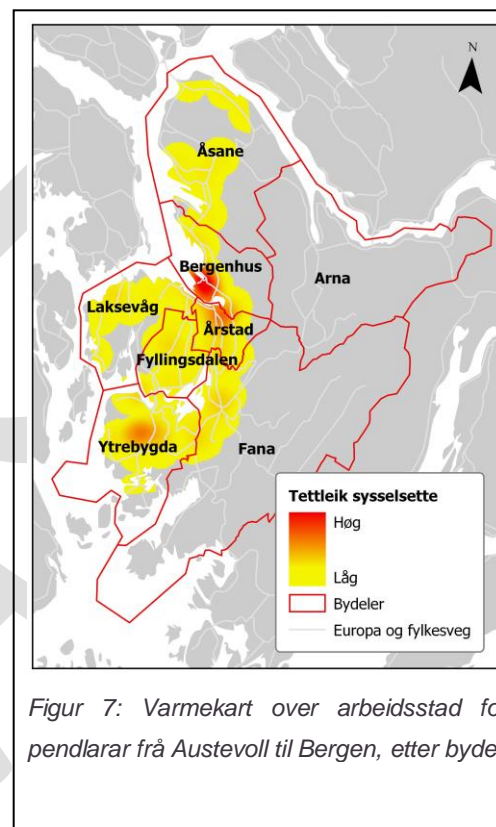 N
Åsane
Bergenhus
Arna
Laksevåg
Årstad
Fyllingsdalen
Ytrebygda
Fana
Tettleik sysselsette
Høg
Låg
Bydeler
Europa og fylkesveg
Figur 7: Varmekart over arbeidsstad fo
pendlarar frå Austevoll til Bergen, etter byde